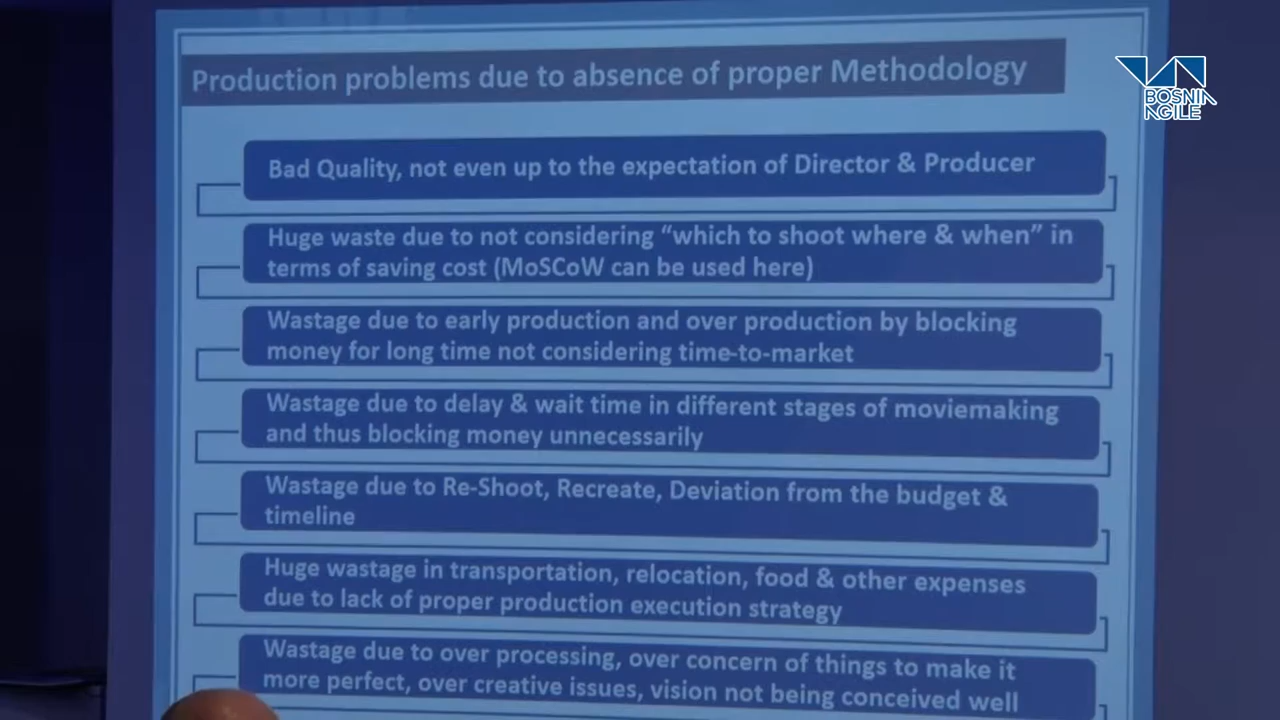 Production problems due to absence of proper Methodology
BOSNIA
AGILE
Bad Quality, not even up to the expectation of Director & Producer
Huge waste due to not considering “which to shoot where & when” in
terms of saving cost (MoSCoW can be used here)
Wastage due to early production and over production by blocking
money for long time not considering time-to-market
Wastage due to delay & wait time in different stages of moviemaking
and thus blocking money unnecessarily
Wastage due to Re-Shoot, Recreate, Deviation from the budget &
timeline
Huge wastage in transportation, relocation, food & other expenses
due to lack of proper production execution strategy
Wastage due to over processing, over concern of things to make it
more perfect, over creative issues, vision not being conceived well